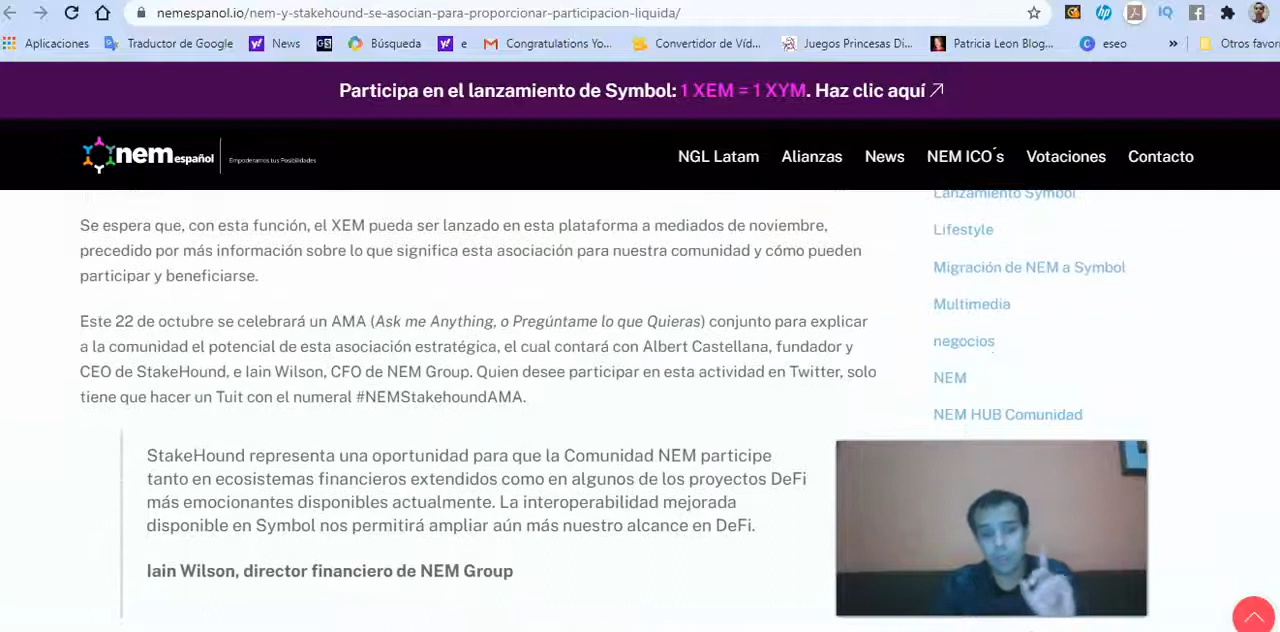 nemespanol.io/nem-y-stakehound-se-asocian-para-proporcionar-participacion-liquida/
Aplicaciones
Traductor de Google
News
GS
Búsqueda
e
Congratulations Yo...
Convertidor de Víd...
Juegos Princesas Di...
Patricia Leon Blog...
eseo
»
Otros favor
Participa en el lanzamiento de Symbol: 1 XEM = 1 XYM. Haz clic aquí
nem español
Empoderamos tus Posibilidades
NGL Latam
Alianzas
News
NEM ICO´s
Votaciones
Contacto
Se espera que, con esta función, el XEM pueda ser lanzado en esta plataforma a mediados de noviembre,
precedido por más información sobre lo que significa esta asociación para nuestra comunidad y cómo pueden
participar y beneficiarse.
Este 22 de octubre se celebrará un AMA (Ask me Anything, o Pregúntame lo que Quieras) conjunto para explicar
a la comunidad el potencial de esta asociación estratégica, el cual contará con Albert Castellana, fundador y
CEO de StakeHound, e Iain Wilson, CFO de NEM Group. Quien desee participar en esta actividad en Twitter, solo
tiene que hacer un Tuit con el numeral #NEMStakehoundAMA.
StakeHound representa una oportunidad para que la Comunidad NEM participe
tanto en ecosistemas financieros extendidos como en algunos de los proyectos DeFi
más emocionantes disponibles actualmente. La interoperabilidad mejorada
disponible en Symbol nos permitirá ampliar aún más nuestro alcance en DeFi.
Iain Wilson, director financiero de NEM Group
Lanzamiento Symbol
Lifestyle
Migración de NEM a Symbol
Multimedia
negocios
NEM
NEM HUB Comunidad